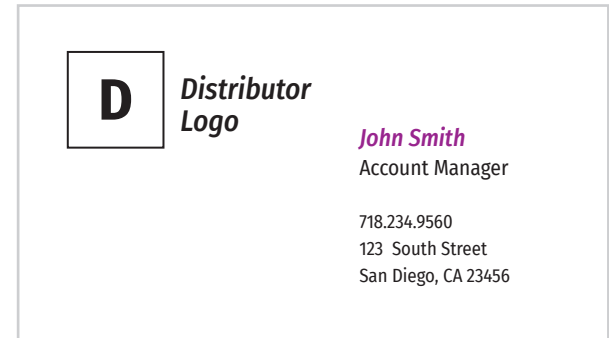 D
Distributor
Logo
John Smith
Account Manager
718.234.9560
123 South Street
San Diego, CA 23456